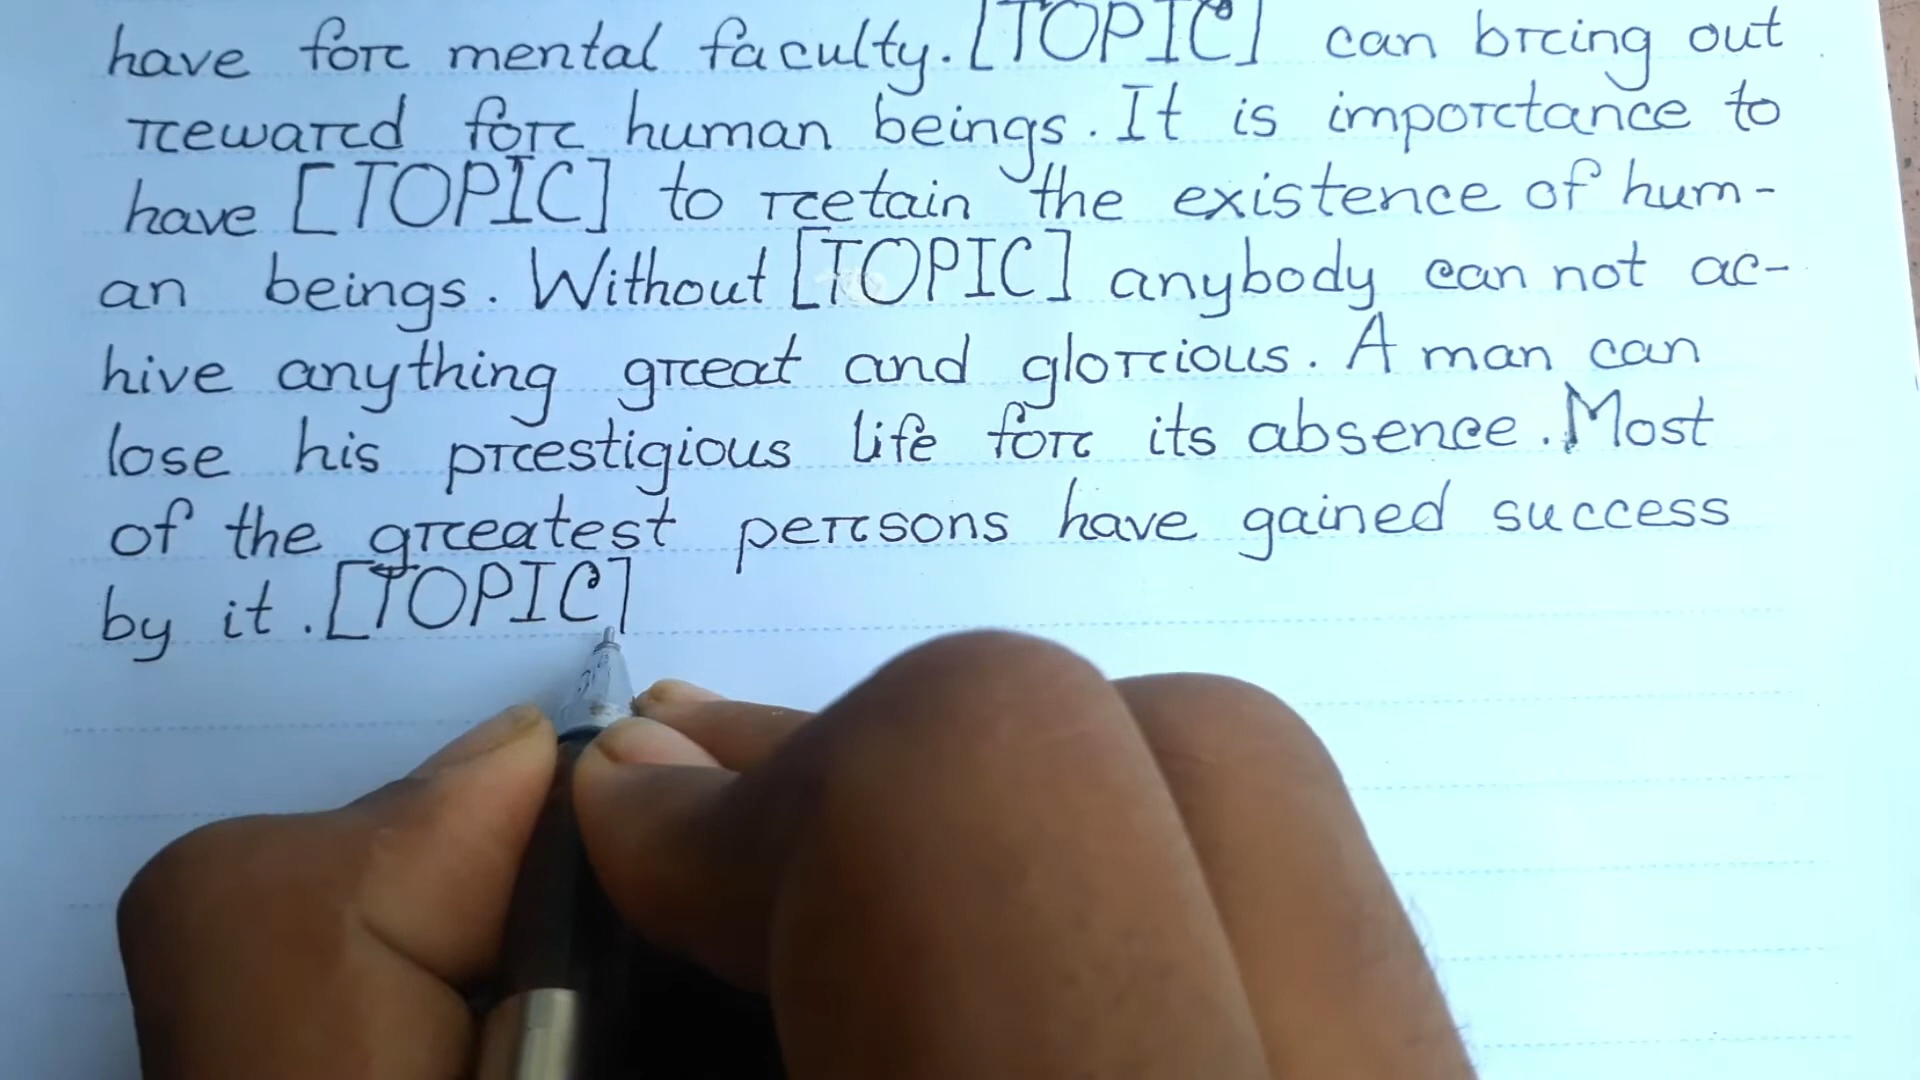 have for mental faculty. [TOPIC] can bring out
reward for human beings. It is importance to
have [TOPIC] to retain the existence of hum-
an beings. Without [TOPIC] anybody can not ac-
hive anything great and glorious. A man can
lose his prestigious life for its absence. Most
of the greatest persons have gained success
by it. [TOPIC]